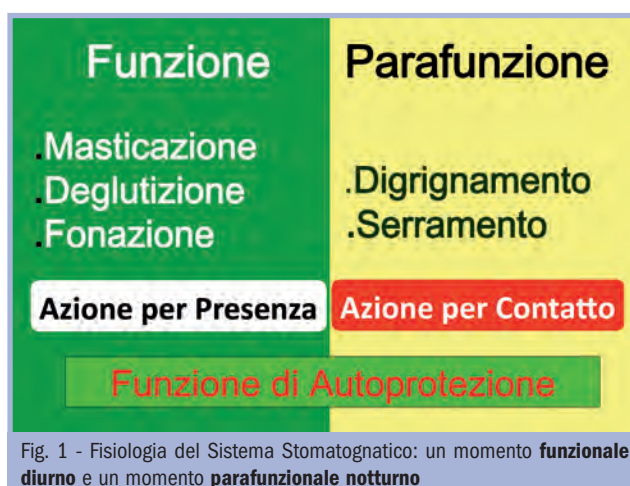 Funzione
.Masticazione
.Deglutizione
.Fonazione
Azione per Presenza
Parafunzione
.Digrignamento
.Serramento
Azione per Contatto
Funzione di Autoprotezione
Fig. 1 - Fisiologia del Sistema Stomatognatico: un momento funzionale
diurno e un momento parafunzionale notturno